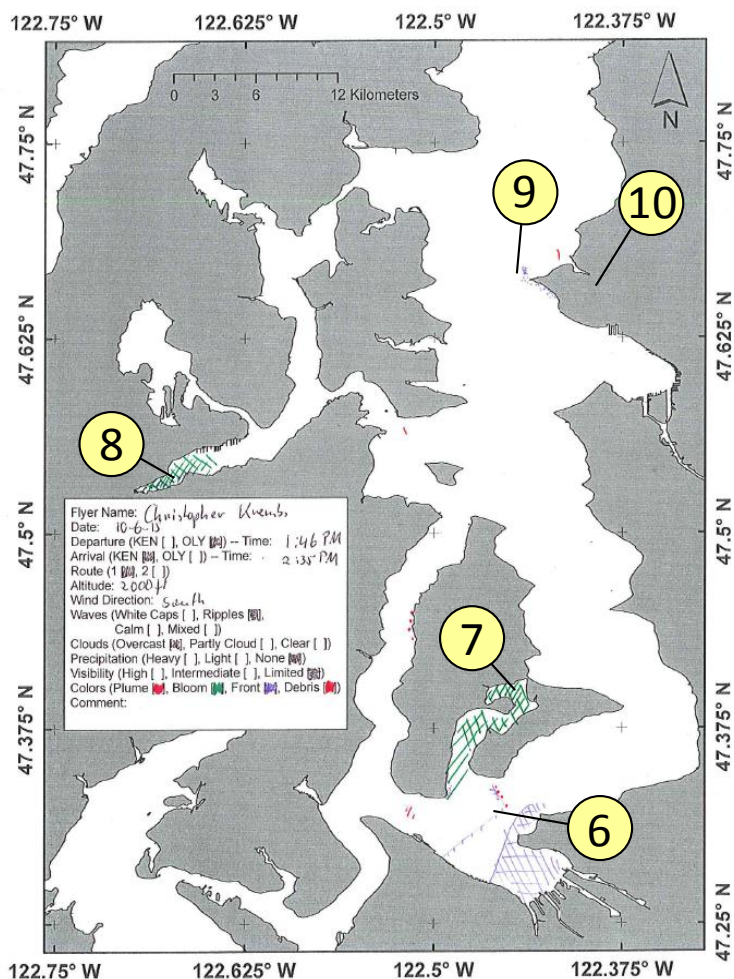 122.75° W 122.625° W 122.5° W 122.375° W
0 3 6 12 Kilometers
N
47.75° N 47.75° N
9
10
47.625° N 47.625° N
8
Flyer Name: Christopher Krembs
Date: 10-6-15
Departure (KEN [ ], OLY [ ]) -- Time: 1:46 PM
Arrival (KEN [ ], OLY [ ]) -- Time: 2:35 PM
Route (1 [ ], 2 [ ])
Altitude: 2000 ft
Wind Direction: south
Waves (White Caps [ ], Ripples [ ],
Calm [ ], Mixed [ ])
Clouds (Overcast [ ], Partly Cloud [ ], Clear [ ])
Precipitation (Heavy [ ], Light [ ], None [ ])
Visibility (High [ ], Intermediate [ ], Limited [ ])
Colors (Plume [ ], Bloom [ ], Front [ ], Debris [ ])
Comment:
47.5° N 47.5° N
7
47.375° N 47.375° N
6
47.25° N 47.25° N
122.75° W 122.625° W 122.5° W 122.375° W